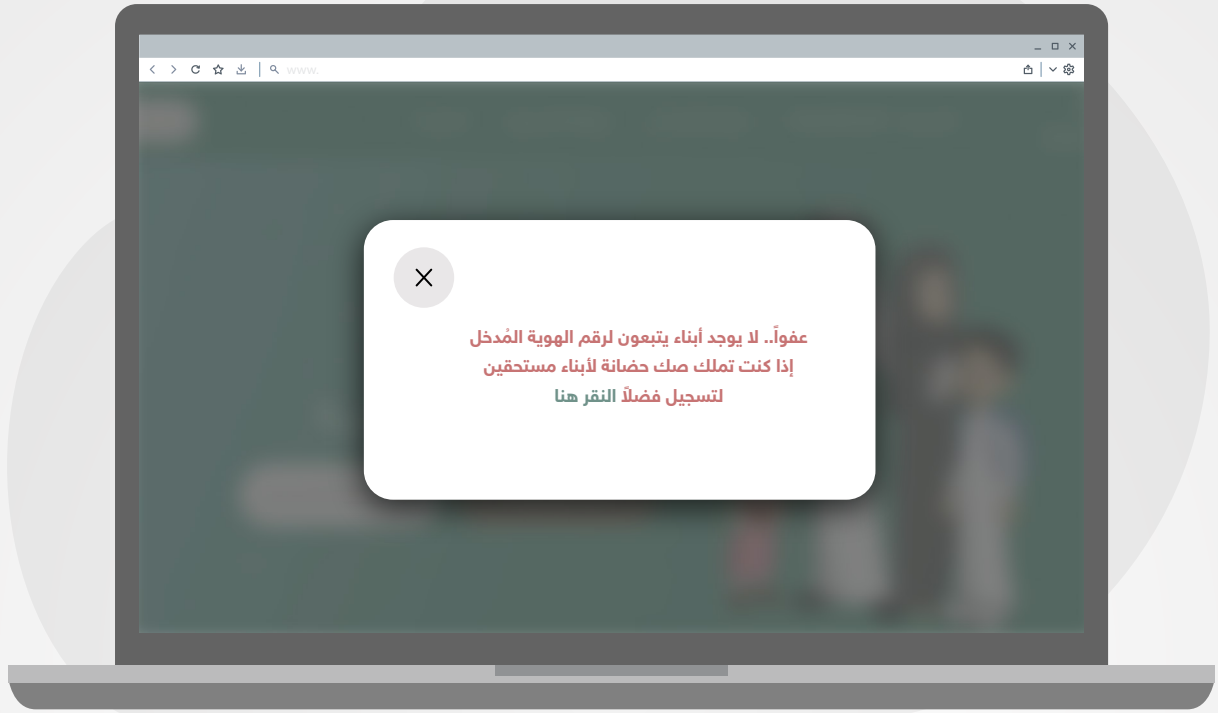 www.
عفواً.. لا يوجد أبناء يتبعون لرقم الهوية المُدخل
إذا كنت تملك صك حضانة لأبناء مستحقين
لتسجيل فضلاً النقر هنا